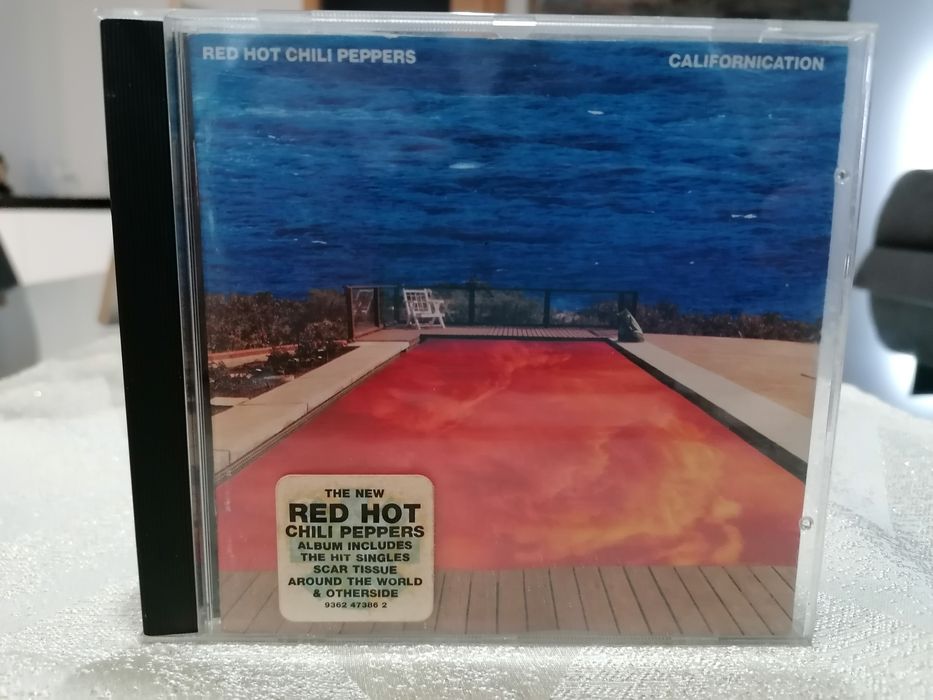 RED HOT CHILI PEPPERS
CALIFORNICATION
THE NEW
RED HOT
CHILI PEPPERS
ALBUM INCLUDES
THE HIT SINGLES
SCAR TISSUE
AROUND THE WORLD
& OTHERSIDE
9362 47386 2